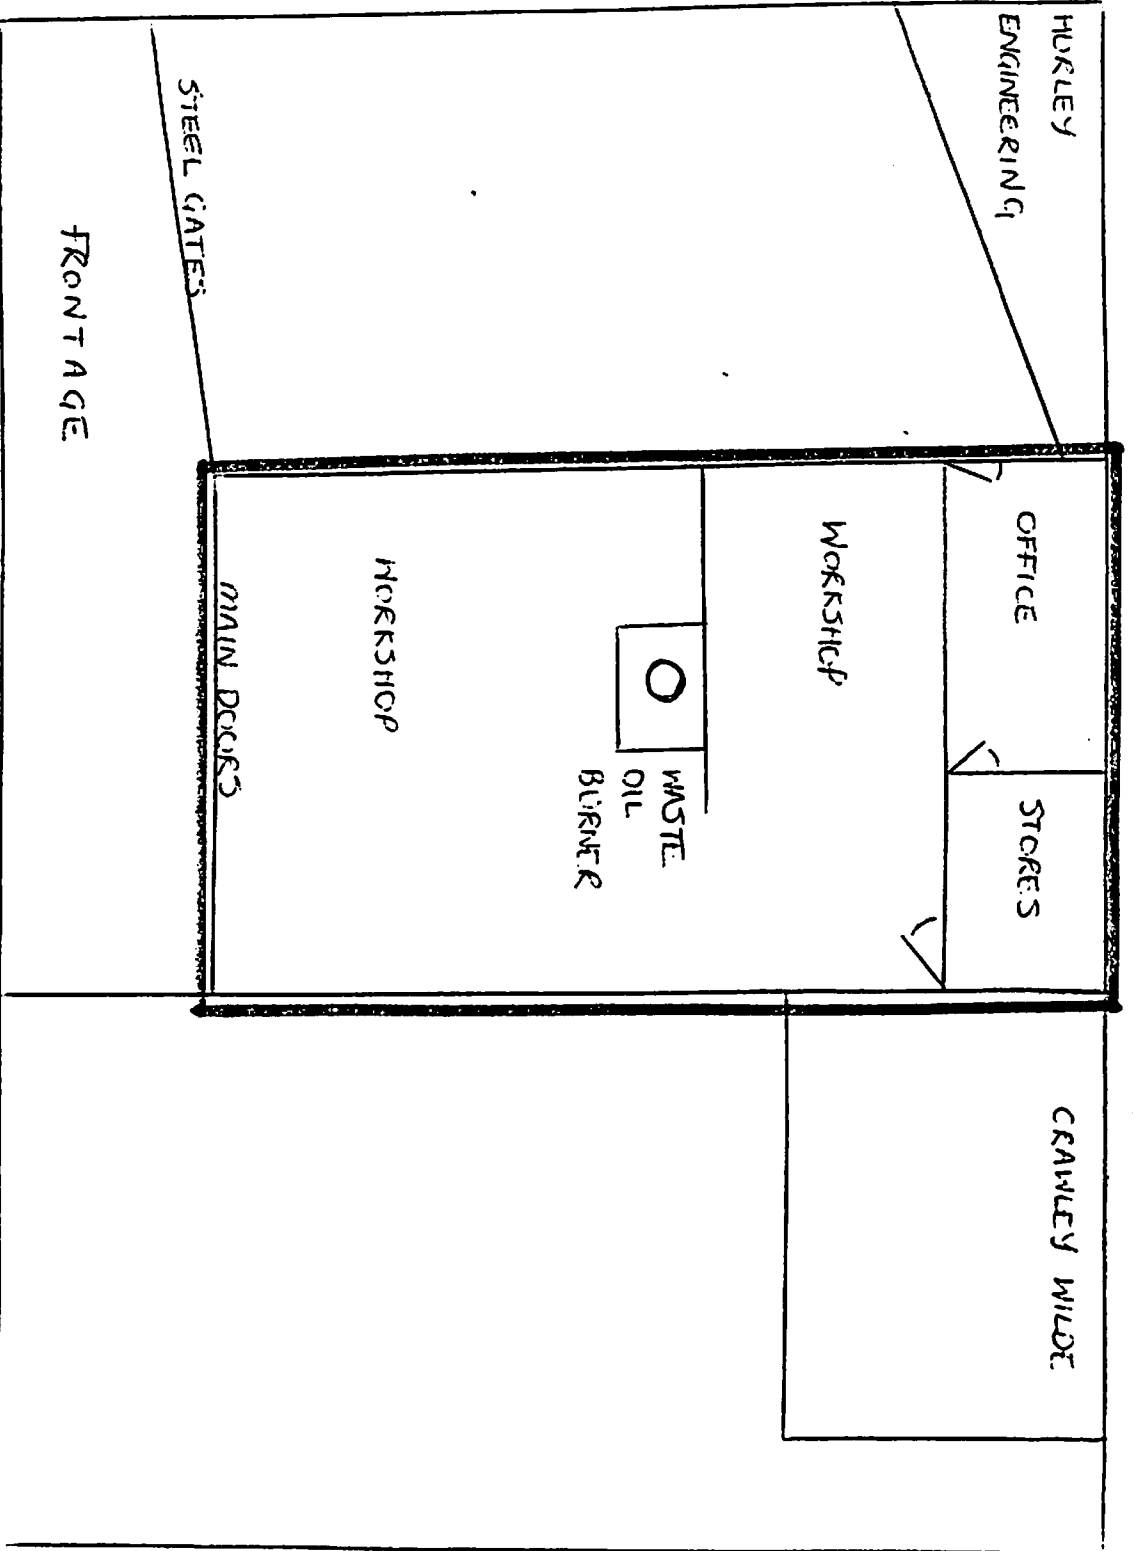 HURLEY
ENGINEERING
CRAWLEY WILDE
OFFICE
STORES
WORKSHOP
WASTE
OIL
BURNER
WORKSHOP
MAIN DOORS
STEEL GATES
FRONTAGE